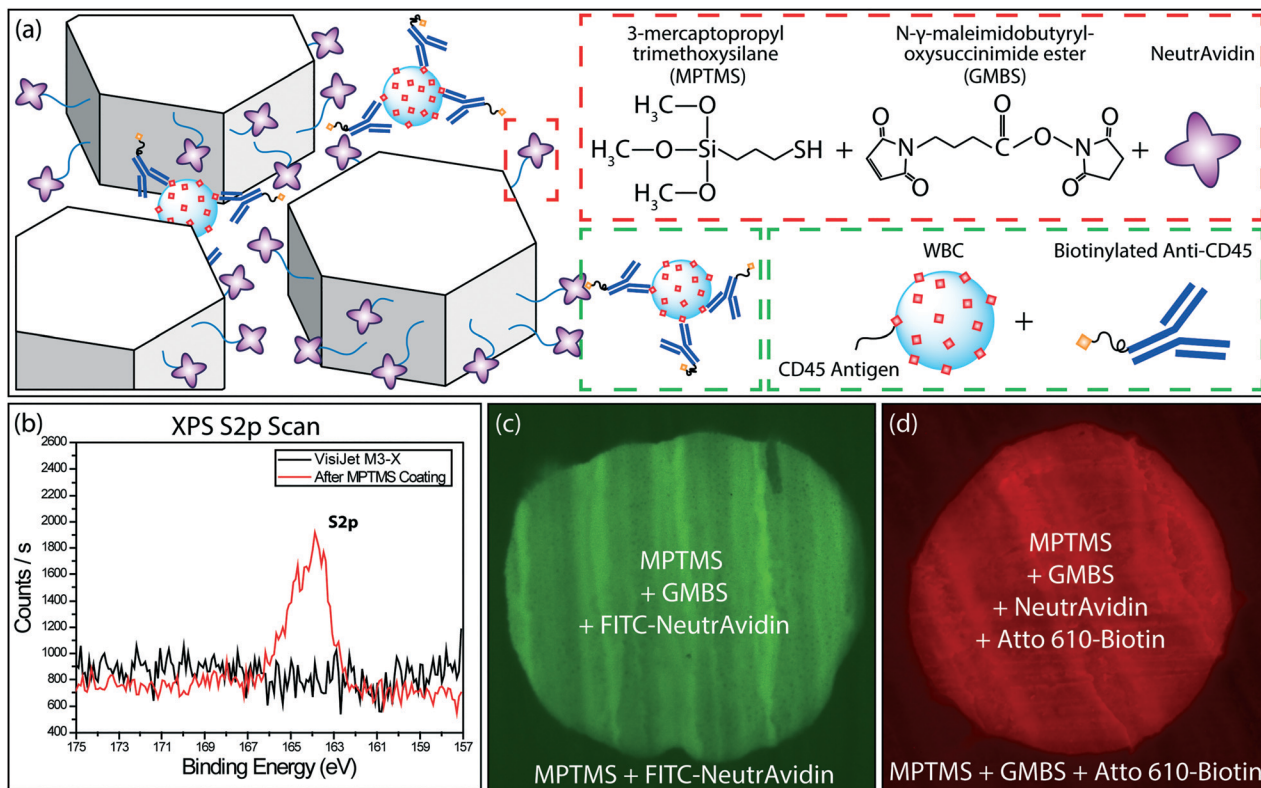 (a)
3-mercaptopropyl
trimethoxysilane
(MPTMS)
N-γ-maleimidobutyryl-
oxysuccinimide ester
(GMBS)
NeutrAvidin
H₃C—O
H₃C—O—Si SH
H₃C—O
+
O
O
C
O
N
O
N
O
O
+
WBC
Biotinylated Anti-CD45
+
CD45 Antigen
(b)
XPS S2p Scan
VisiJet M3-X
After MPTMS Coating
S2p
Counts / s
2600
2400
2200
2000
1800
1600
1400
1200
1000
800
600
400
175 173 171 169 167 165 163 161 159 157
Binding Energy (eV)
(c)
MPTMS
+ GMBS
+ FITC-NeutrAvidin
MPTMS + FITC-NeutrAvidin
(d)
MPTMS
+ GMBS
+ NeutrAvidin
+ Atto 610-Biotin
MPTMS + GMBS + Atto 610-Biotin